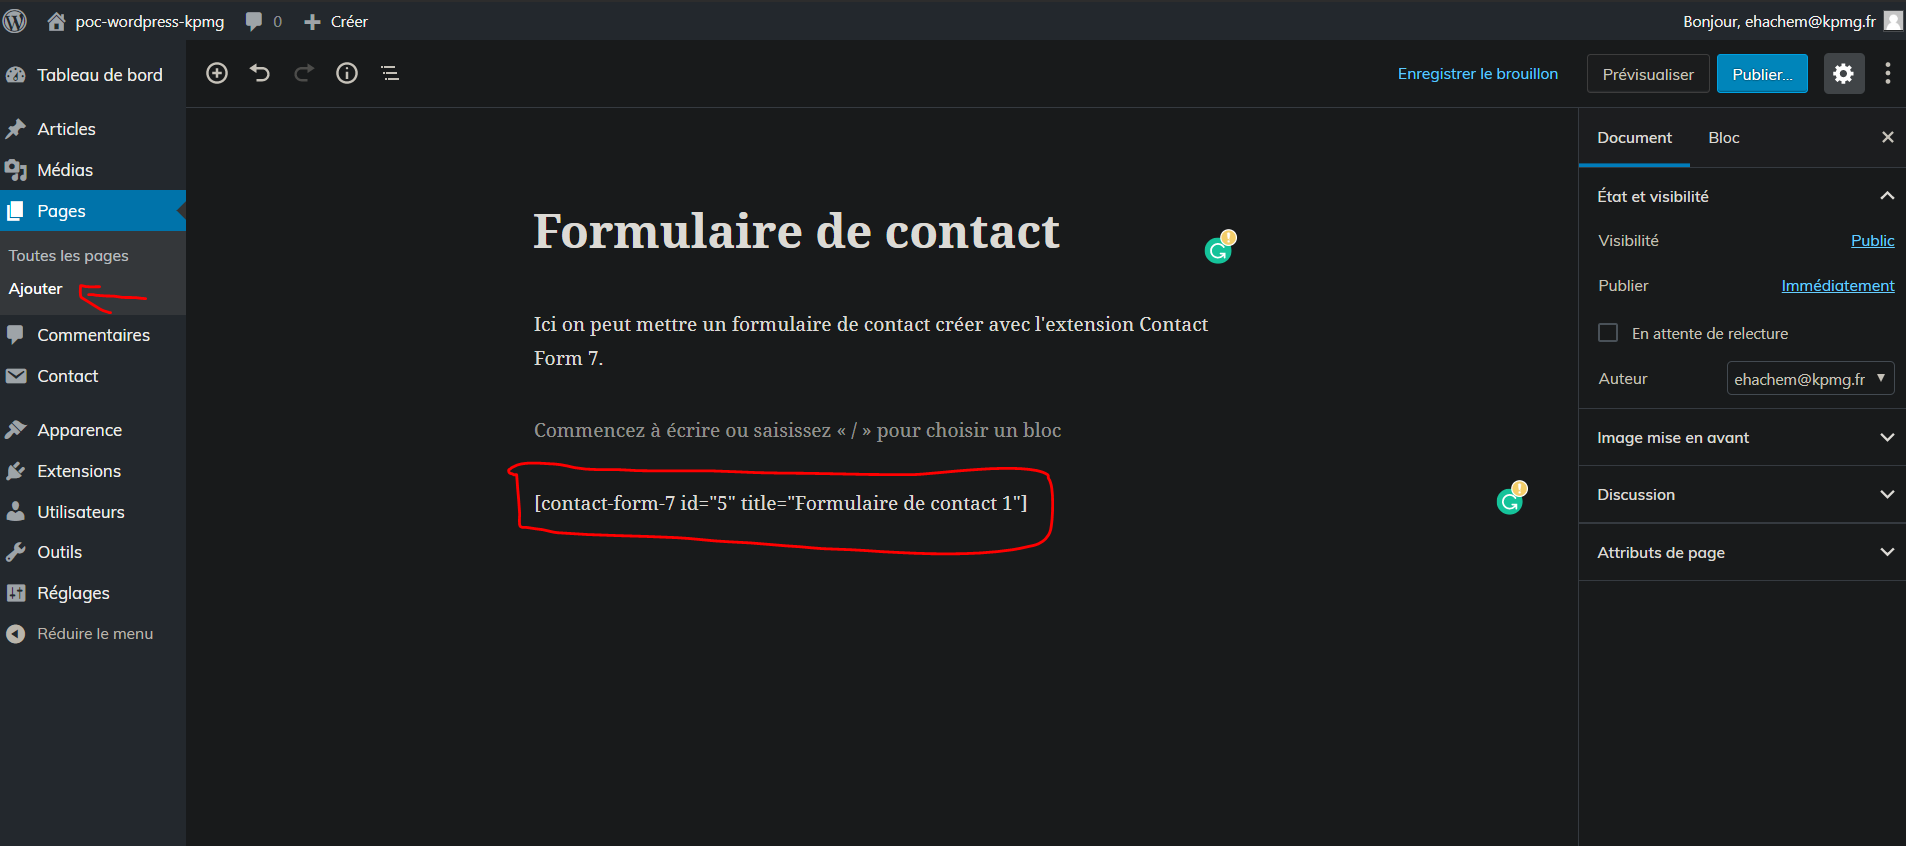 poc-wordpress-kpmg
0
Créer
Bonjour, ehachem@kpmg.fr
Tableau de bord
Articles
Médias
Pages
Toutes les pages
Ajouter
Commentaires
Contact
Apparence
Extensions
Utilisateurs
Outils
Réglages
Réduire le menu
Enregistrer le brouillon
Prévisualiser
Publier...
Formulaire de contact
Ici on peut mettre un formulaire de contact créer avec l'extension Contact
Form 7.
Commencez à écrire ou saisissez « / » pour choisir un bloc
[contact-form-7 id="5" title="Formulaire de contact 1"]
Document
Bloc
État et visibilité
Visibilité
Public
Publier
Immédiatement
En attente de relecture
Auteur
ehachem@kpmg.fr
Image mise en avant
Discussion
Attributs de page